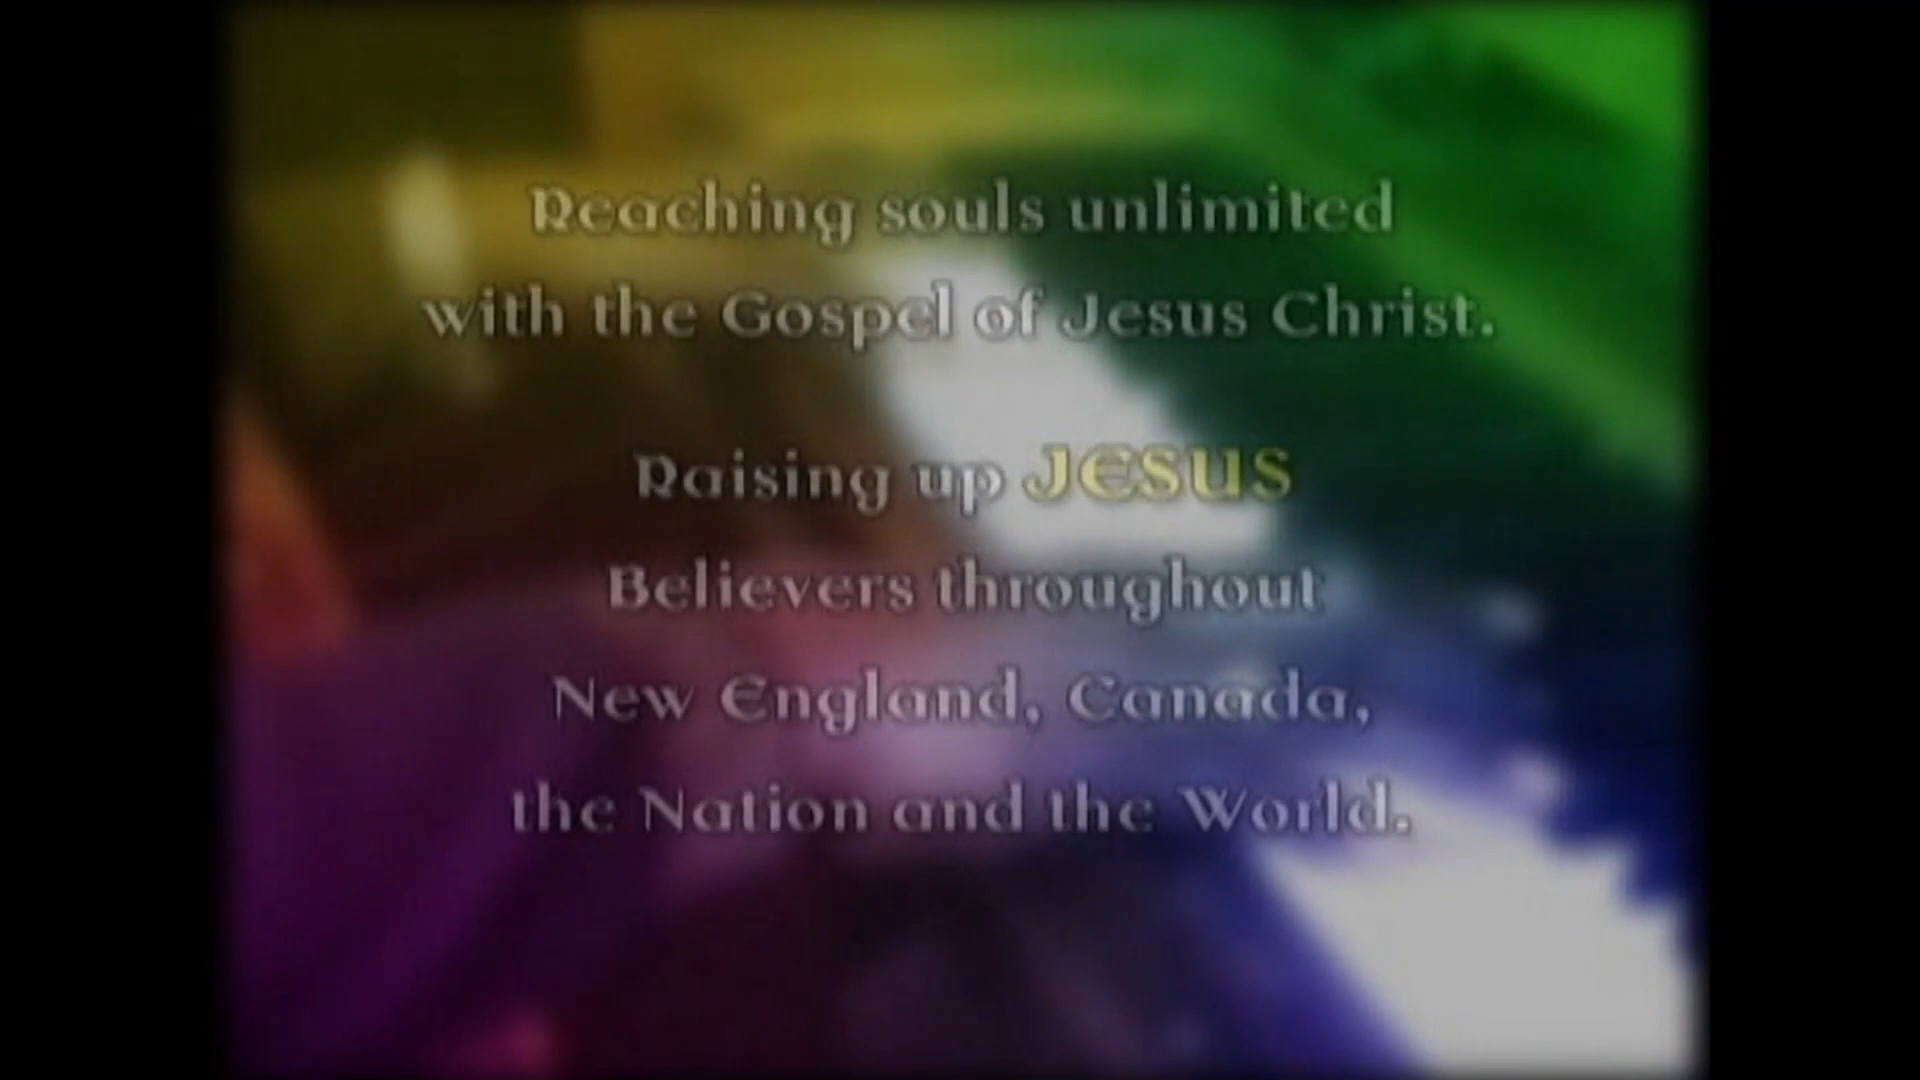 Reaching souls unlimited
with the Gospel of Jesus Christ.
Raising up JESUS
Believers throughout
New England, Canada,
the Nation and the World.